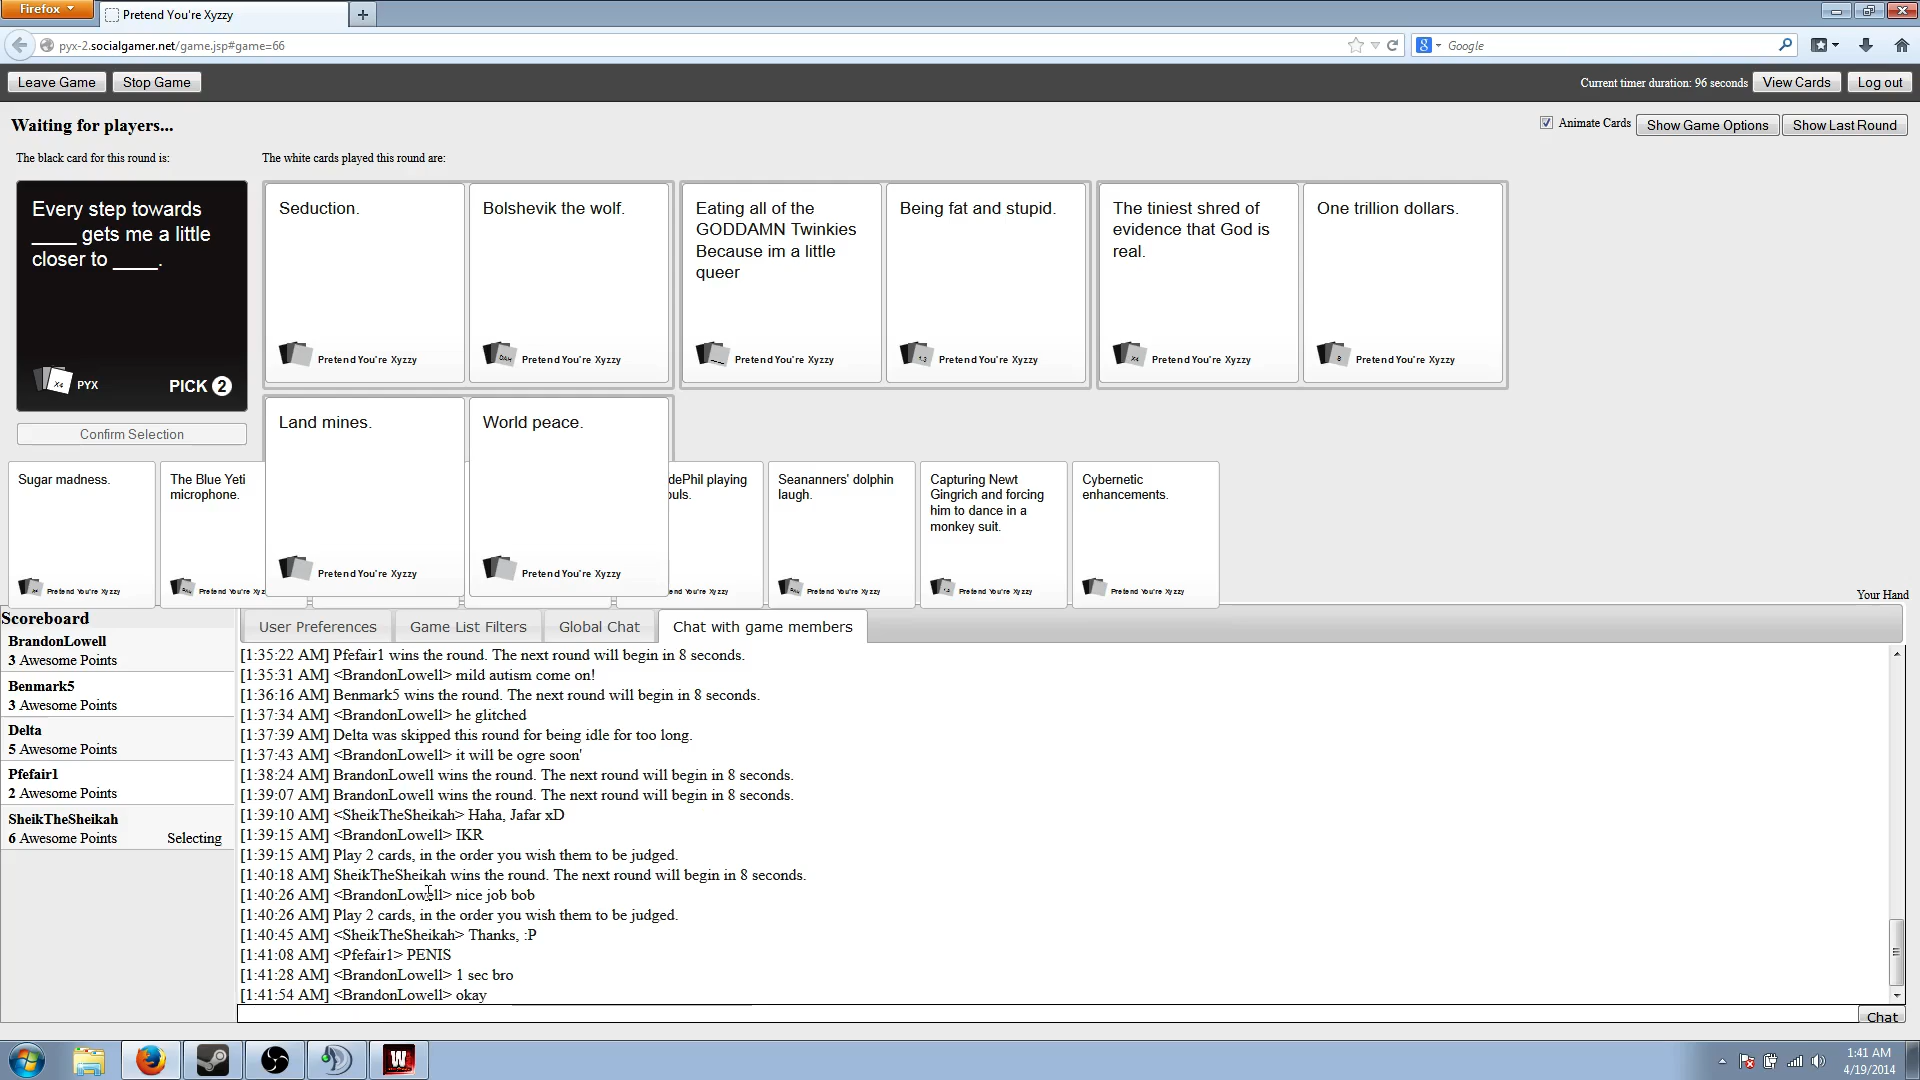 Firefox
Pretend You're Xyzzy
pyx-2.socialgamer.net/game.jsp#game=66
Google
Leave Game
Stop Game
Current timer duration: 96 seconds
View Cards
Log out
Waiting for players...
Animate Cards
Show Game Options
Show Last Round
The black card for this round is:
The white cards played this round are:
Every step towards
____ gets me a little
closer to ____.
X4
PYX
PICK 2
Confirm Selection
Seduction.
Pretend You're Xyzzy
Bolshevik the wolf.
DAH
Pretend You're Xyzzy
Eating all of the
GODDAMN Twinkies
Because im a little
queer
____
Pretend You're Xyzzy
Being fat and stupid.
1.3
Pretend You're Xyzzy
The tiniest shred of
evidence that God is
real.
X4
Pretend You're Xyzzy
One trillion dollars.
B
Pretend You're Xyzzy
Land mines.
Pretend You're Xyzzy
World peace.
Pretend You're Xyzzy
Sugar madness.
Pretend You're Xyzzy
The Blue Yeti
microphone.
DAH
Pretend You're Xyz
dePhil playing
ouls.
nd You're Xyzzy
Seananners' dolphin
laugh.
DAH
Pretend You're Xyzzy
Capturing Newt
Gingrich and forcing
him to dance in a
monkey suit.
1.3
Pretend You're Xyzzy
Cybernetic
enhancements.
Pretend You're Xyzzy
Your Hand
Scoreboard
BrandonLowell
3 Awesome Points
Benmark5
3 Awesome Points
Delta
5 Awesome Points
Pfefair1
2 Awesome Points
SheikTheSheikah
6 Awesome Points
Selecting
User Preferences
Game List Filters
Global Chat
Chat with game members
[1:35:22 AM] Pfefair1 wins the round. The next round will begin in 8 seconds.
[1:35:31 AM] <BrandonLowell> mild autism come on!
[1:36:16 AM] Benmark5 wins the round. The next round will begin in 8 seconds.
[1:37:34 AM] <BrandonLowell> he glitched
[1:37:39 AM] Delta was skipped this round for being idle for too long.
[1:37:43 AM] <BrandonLowell> it will be ogre soon'
[1:38:24 AM] BrandonLowell wins the round. The next round will begin in 8 seconds.
[1:39:07 AM] BrandonLowell wins the round. The next round will begin in 8 seconds.
[1:39:10 AM] <SheikTheSheikah> Haha, Jafar xD
[1:39:15 AM] <BrandonLowell> IKR
[1:39:15 AM] Play 2 cards, in the order you wish them to be judged.
[1:40:18 AM] SheikTheSheikah wins the round. The next round will begin in 8 seconds.
[1:40:26 AM] <BrandonLowell> nice job bob
[1:40:26 AM] Play 2 cards, in the order you wish them to be judged.
[1:40:45 AM] <SheikTheSheikah> Thanks, :P
[1:41:08 AM] <Pfefair1> PENIS
[1:41:28 AM] <BrandonLowell> 1 sec bro
[1:41:54 AM] <BrandonLowell> okay
Chat
1:41 AM
4/19/2014